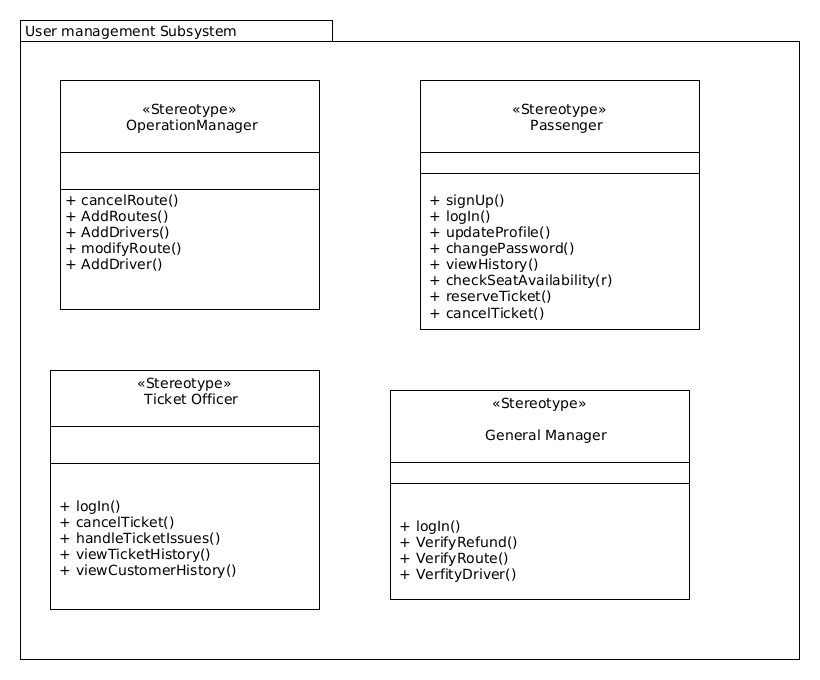 User management Subsystem
«Stereotype»
OperationManager
+ cancelRoute()
+ AddRoutes()
+ AddDrivers()
+ modifyRoute()
+ AddDriver()
«Stereotype»
Passenger
+ signUp()
+ logIn()
+ updateProfile()
+ changePassword()
+ viewHistory()
+ checkSeatAvailability(r)
+ reserveTicket()
+ cancelTicket()
«Stereotype»
Ticket Officer
+ logIn()
+ cancelTicket()
+ handleTicketIssues()
+ viewTicketHistory()
+ viewCustomerHistory()
«Stereotype»
General Manager
+ logIn()
+ VerifyRefund()
+ VerifyRoute()
+ VerfityDriver()